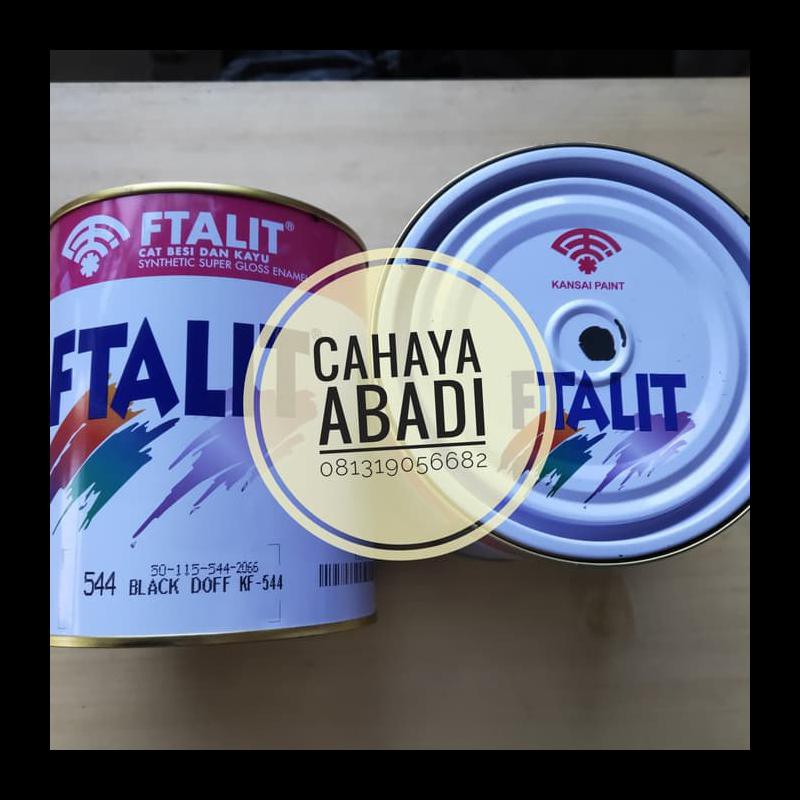 FTALIT®
CAT BESI DAN KAYU
SYNTHETIC SUPER GLOSS ENAMEL
FTALIT®
50-115-544-2066
544 BLACK DOFF KF-544
CAHAYA
ABADI
081319056682
KANSAI PAINT
FTALIT